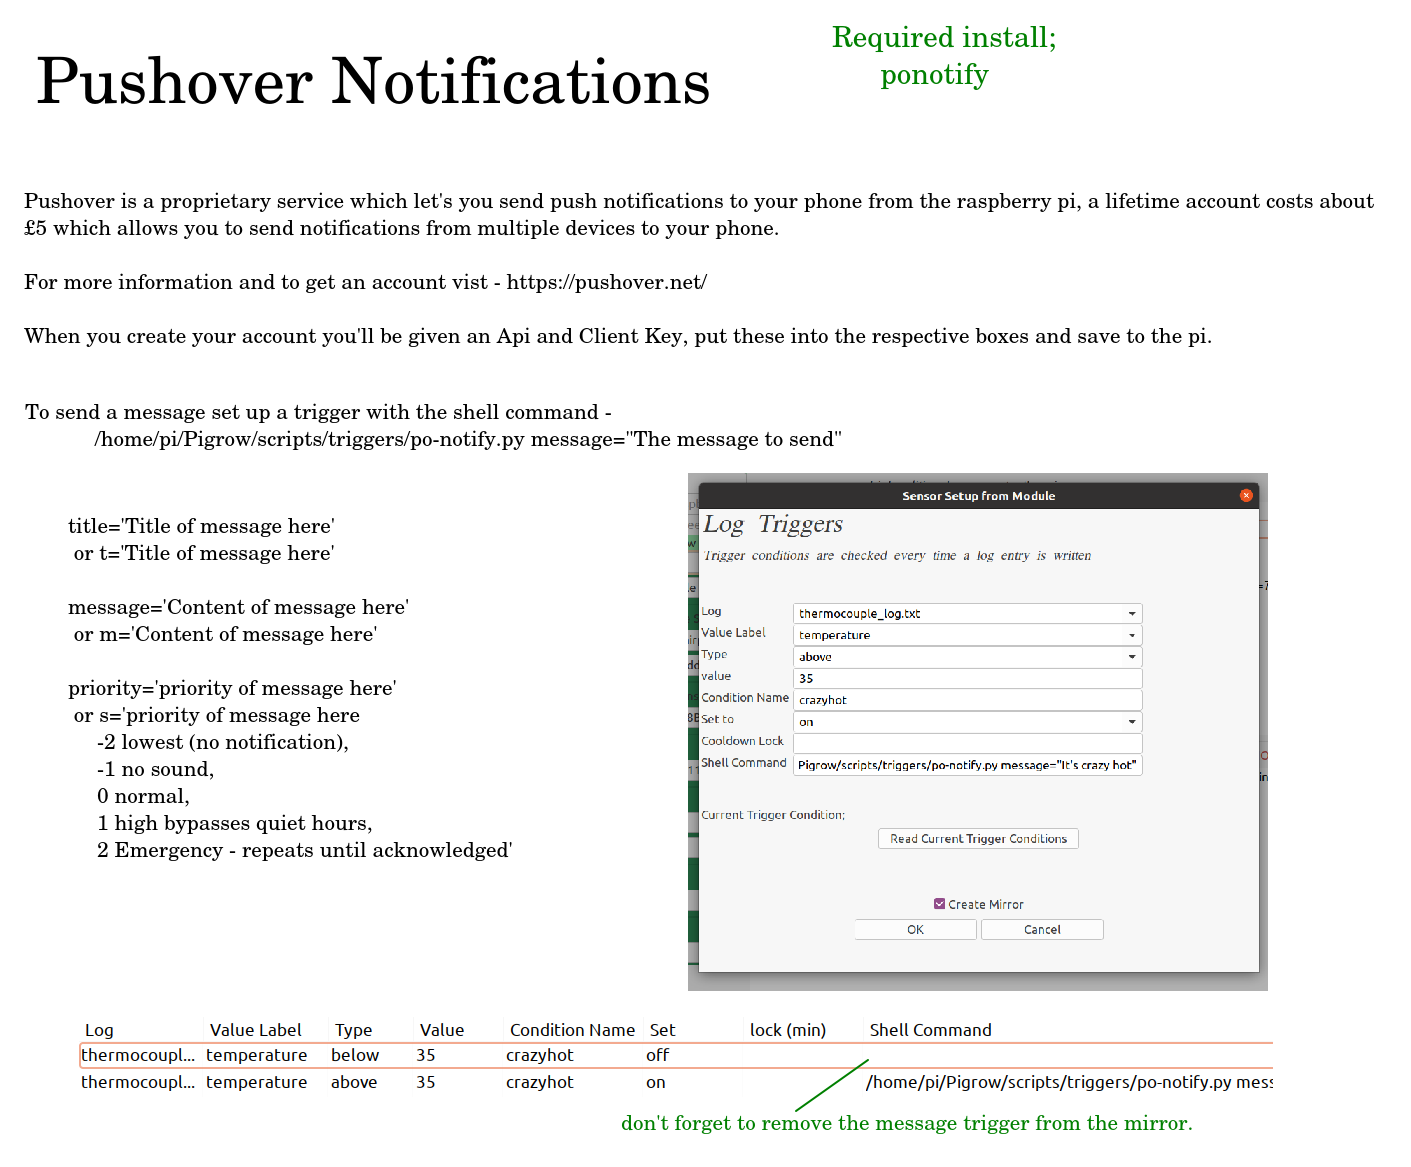 Required install;
ponotify
Pushover Notifications
Pushover is a proprietary service which let's you send push notifications to your phone from the raspberry pi, a lifetime account costs about
£5 which allows you to send notifications from multiple devices to your phone.
For more information and to get an account vist - https://pushover.net/
When you create your account you'll be given an Api and Client Key, put these into the respective boxes and save to the pi.
To send a message set up a trigger with the shell command -
/home/pi/Pigrow/scripts/triggers/po-notify.py message="The message to send"
title='Title of message here'
or t='Title of message here'
message='Content of message here'
or m='Content of message here'
priority='priority of message here'
or s='priority of message here
-2 lowest (no notification),
-1 no sound,
0 normal,
1 high bypasses quiet hours,
2 Emergency - repeats until acknowledged'
Sensor Setup from Module
Log Triggers
Trigger conditions are checked every time a log entry is written
Log thermocouple_log.txt
Value Label temperature
Type above
value 35
Condition Name crazyhot
Set to on
Cooldown Lock
Shell Command Pigrow/scripts/triggers/po-notify.py message="It's crazy hot"
Current Trigger Condition;
Read Current Trigger Conditions
Create Mirror
OK Cancel
Log Value Label Type Value Condition Name Set lock (min) Shell Command
thermocoupl... temperature below 35 crazyhot off
thermocoupl... temperature above 35 crazyhot on /home/pi/Pigrow/scripts/triggers/po-notify.py mess
don't forget to remove the message trigger from the mirror.